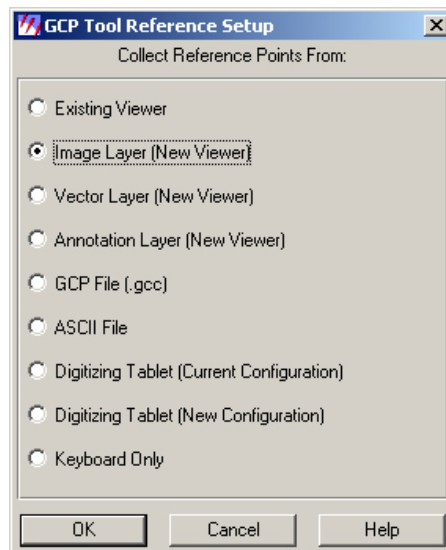 GCP Tool Reference Setup
Collect Reference Points From:
Existing Viewer
Image Layer (New Viewer)
Vector Layer (New Viewer)
Annotation Layer (New Viewer)
GCP File (.gcc)
ASCII File
Digitizing Tablet (Current Configuration)
Digitizing Tablet (New Configuration)
Keyboard Only
OK Cancel Help